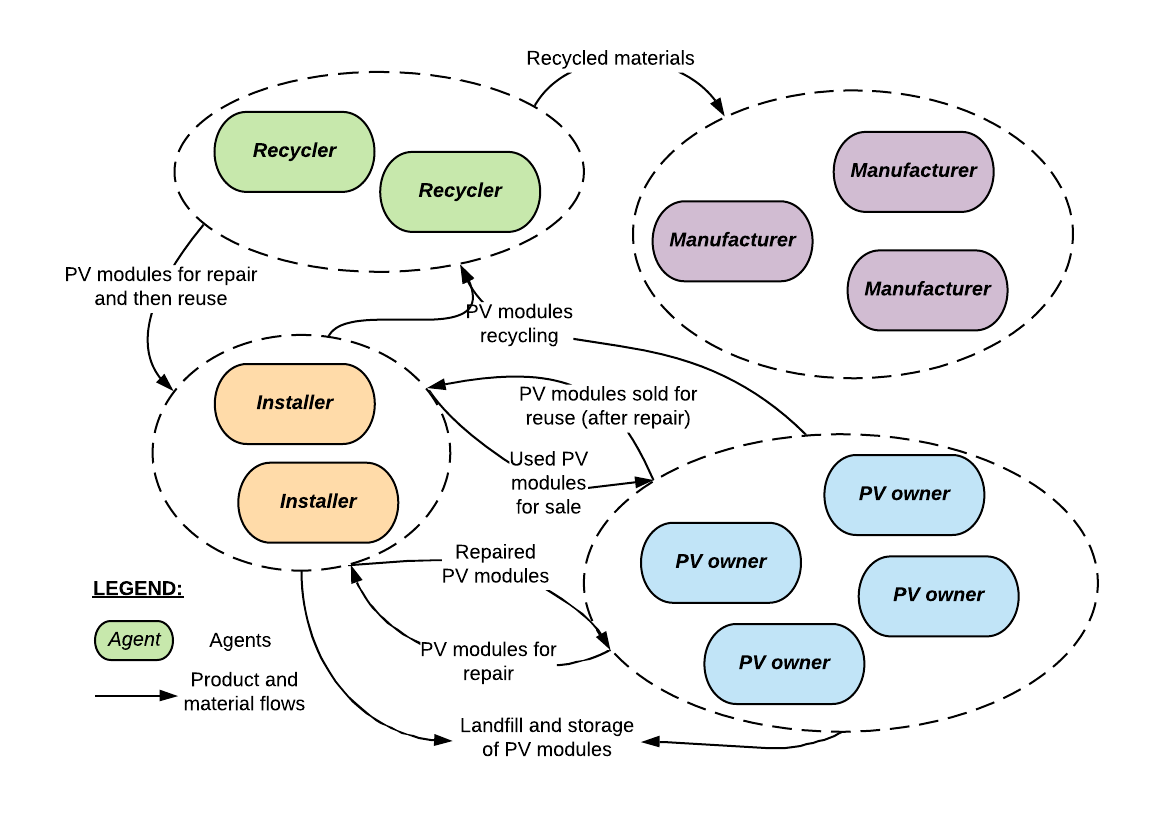 Recycled materials
Recycler
Recycler
Manufacturer
Manufacturer
Manufacturer
PV modules for repair
and then reuse
PV modules
recycling
Installer
Installer
PV modules sold for
reuse (after repair)
Used PV
modules
for sale
PV owner
PV owner
PV owner
PV owner
Repaired
PV modules
PV modules for
repair
LEGEND:
Agent
Agents
Product and
material flows
Landfill and storage
of PV modules